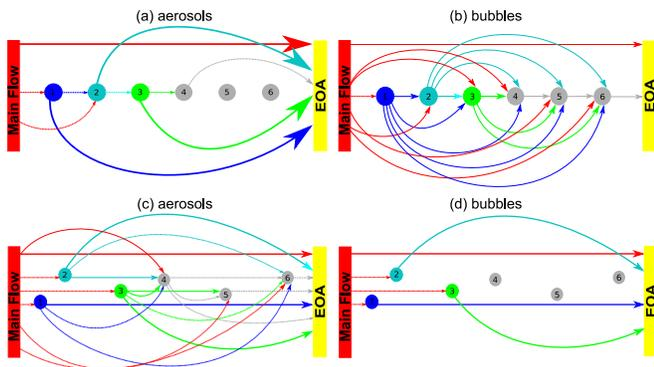 (a) aerosols
(b) bubbles
Main Flow
1 2 3 4 5 6
EOA
Main Flow
1 2 3 4 5 6
EOA
(c) aerosols
(d) bubbles
Main Flow
1 2 3 4 5 6
EOA
Main Flow
1 2 3 4 5 6
EOA